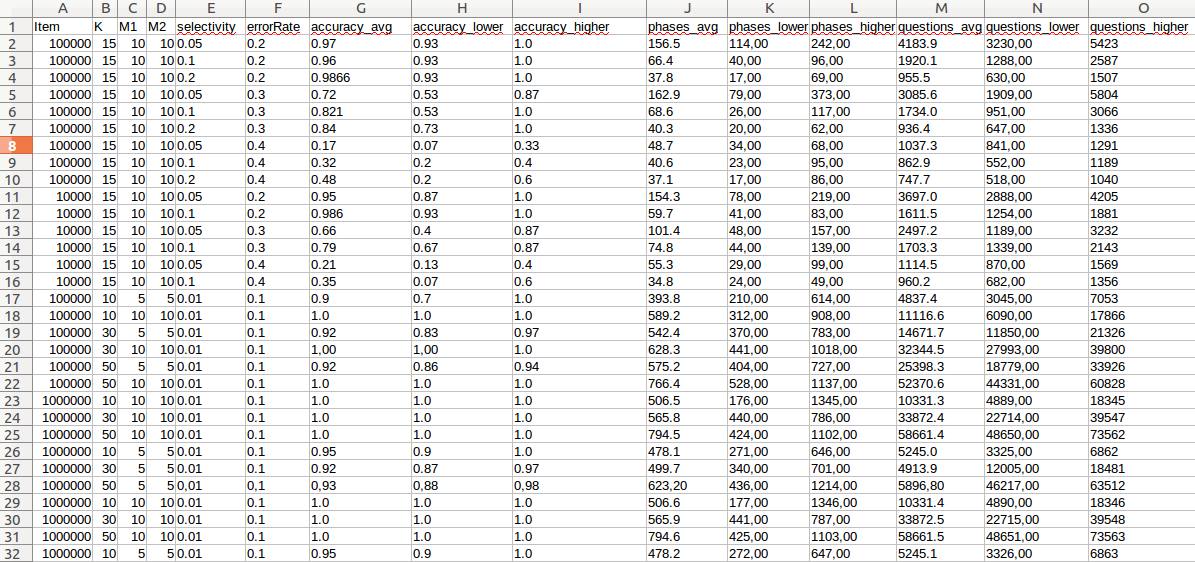 A B C D E F G H I J K L M N O
1 Item K M1 M2 selectivity errorRate accuracy_avg accuracy_lower accuracy_higher phases_avg phases_lower phases_higher questions_avg questions_lower questions_higher
2 100000 15 10 10 0.05 0.2 0.97 0.93 1.0 156.5 114,00 242,00 4183.9 3230,00 5423
3 100000 15 10 10 0.1 0.2 0.96 0.93 1.0 66.4 40,00 96,00 1920.1 1288,00 2587
4 100000 15 10 10 0.2 0.2 0.9866 0.93 1.0 37.8 17,00 69,00 955.5 630,00 1507
5 100000 15 10 10 0.05 0.3 0.72 0.53 0.87 162.9 79,00 373,00 3085.6 1909,00 5804
6 100000 15 10 10 0.1 0.3 0.821 0.53 1.0 68.6 26,00 117,00 1734.0 951,00 3066
7 100000 15 10 10 0.2 0.3 0.84 0.73 1.0 40.3 20,00 62,00 936.4 647,00 1336
8 100000 15 10 10 0.05 0.4 0.17 0.07 0.33 48.7 34,00 68,00 1037.3 841,00 1291
9 100000 15 10 10 0.1 0.4 0.32 0.2 0.4 40.6 23,00 95,00 862.9 552,00 1189
10 100000 15 10 10 0.2 0.4 0.48 0.2 0.6 37.1 17,00 86,00 747.7 518,00 1040
11 10000 15 10 10 0.05 0.2 0.95 0.87 1.0 154.3 78,00 219,00 3697.0 2888,00 4205
12 10000 15 10 10 0.1 0.2 0.986 0.93 1.0 59.7 41,00 83,00 1611.5 1254,00 1881
13 10000 15 10 10 0.05 0.3 0.66 0.4 0.87 101.4 48,00 157,00 2497.2 1189,00 3232
14 10000 15 10 10 0.1 0.3 0.79 0.67 0.87 74.8 44,00 139,00 1703.3 1339,00 2143
15 10000 15 10 10 0.05 0.4 0.21 0.13 0.4 55.3 29,00 99,00 1114.5 870,00 1569
16 10000 15 10 10 0.1 0.4 0.35 0.07 0.6 34.8 24,00 49,00 960.2 682,00 1356
17 100000 10 5 5 0.01 0.1 0.9 0.7 1.0 393.8 210,00 614,00 4837.4 3045,00 7053
18 100000 10 10 10 0.01 0.1 1.0 1.0 1.0 589.2 312,00 908,00 11116.6 6090,00 17866
19 100000 30 5 5 0.01 0.1 0.92 0.83 0.97 542.4 370,00 783,00 14671.7 11850,00 21326
20 100000 30 10 10 0.01 0.1 1,00 1,00 1.0 628.3 441,00 1018,00 32344.5 27993,00 39800
21 100000 50 5 5 0.01 0.1 0.92 0.86 0.94 575.2 404,00 727,00 25398.3 18779,00 33926
22 100000 50 10 10 0.01 0.1 1.0 1.0 1.0 766.4 528,00 1137,00 52370.6 44331,00 60828
23 1000000 10 10 10 0.01 0.1 1.0 1.0 1.0 506.5 176,00 1345,00 10331.3 4889,00 18345
24 1000000 30 10 10 0.01 0.1 1.0 1.0 1.0 565.8 440,00 786,00 33872.4 22714,00 39547
25 1000000 50 10 10 0.01 0.1 1.0 1.0 1.0 794.5 424,00 1102,00 58661.4 48650,00 73562
26 1000000 10 5 5 0.01 0.1 0.95 0.9 1.0 478.1 271,00 646,00 5245.0 3325,00 6862
27 1000000 30 5 5 0.01 0.1 0.92 0.87 0.97 499.7 340,00 701,00 4913.9 12005,00 18481
28 1000000 50 5 5 0,01 0,1 0,93 0,88 0,98 623,20 436,00 1214,00 5896,80 46217,00 63512
29 1000000 10 10 10 0.01 0.1 1.0 1.0 1.0 506.6 177,00 1346,00 10331.4 4890,00 18346
30 1000000 30 10 10 0.01 0.1 1.0 1.0 1.0 565.9 441,00 787,00 33872.5 22715,00 39548
31 1000000 50 10 10 0.01 0.1 1.0 1.0 1.0 794.6 425,00 1103,00 58661.5 48651,00 73563
32 1000000 10 5 5 0.01 0.1 0.95 0.9 1.0 478.2 272,00 647,00 5245.1 3326,00 6863